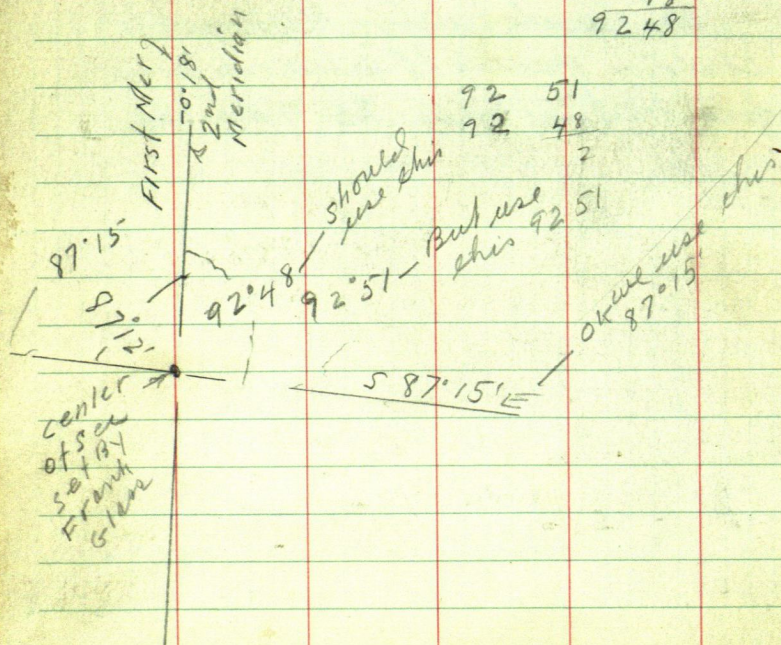 92 48
First Mer
-0°18'
2nd
Meridian
92 51
92 48
2
should
use this
But use
this 92 51
ok we use this
87°15'
87°15
87°12'
92°48
92°51
S 87°15' E
center
of Sec
set By
Frank
Glass